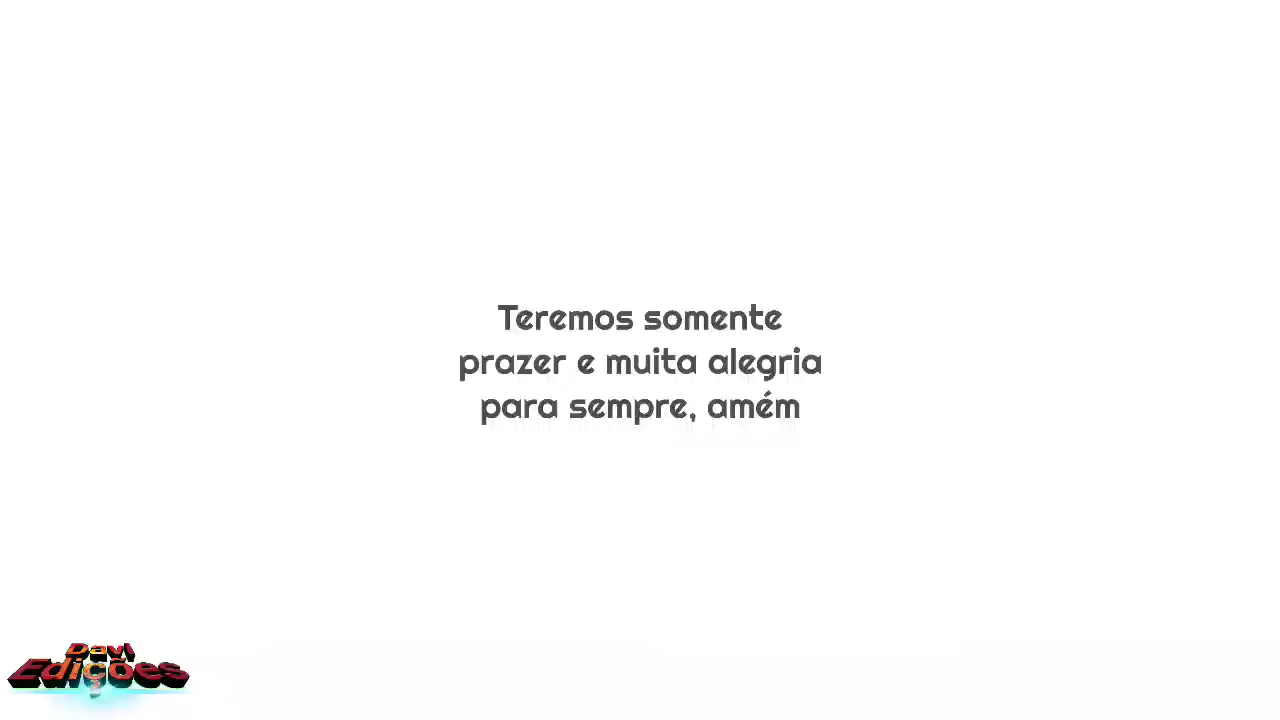 Teremos somente
prazer e muita alegria
para sempre, amém
Davi
Edições